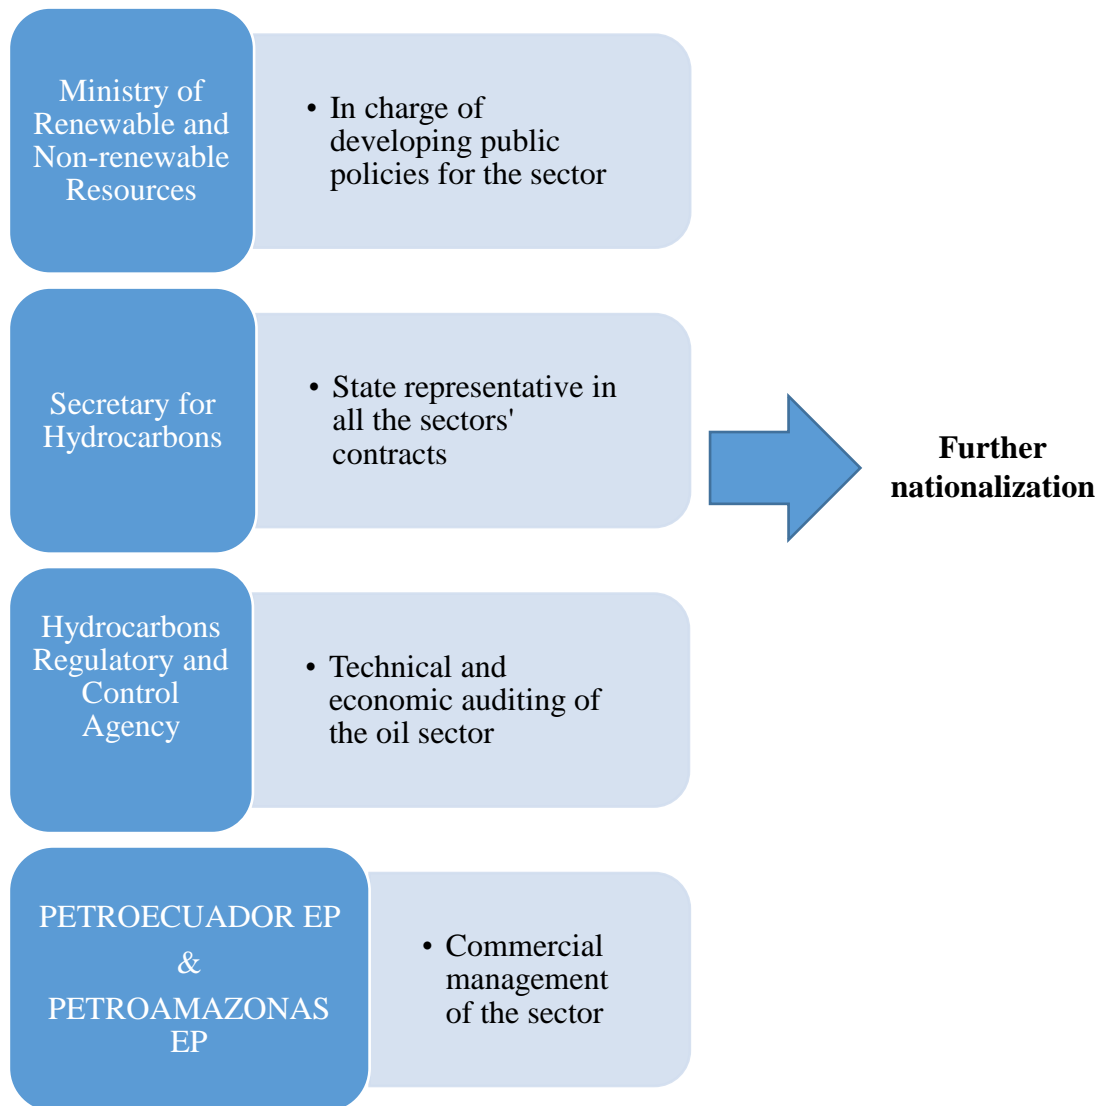 Ministry of
Renewable and
Non-renewable
Resources
• In charge of
developing public
policies for the sector
Secretary for
Hydrocarbons
• State representative in
all the sectors'
contracts
Further
nationalization
Hydrocarbons
Regulatory and
Control
Agency
• Technical and
economic auditing of
the oil sector
PETROECUADOR EP
&
PETROAMAZONAS
EP
• Commercial
management
of the sector